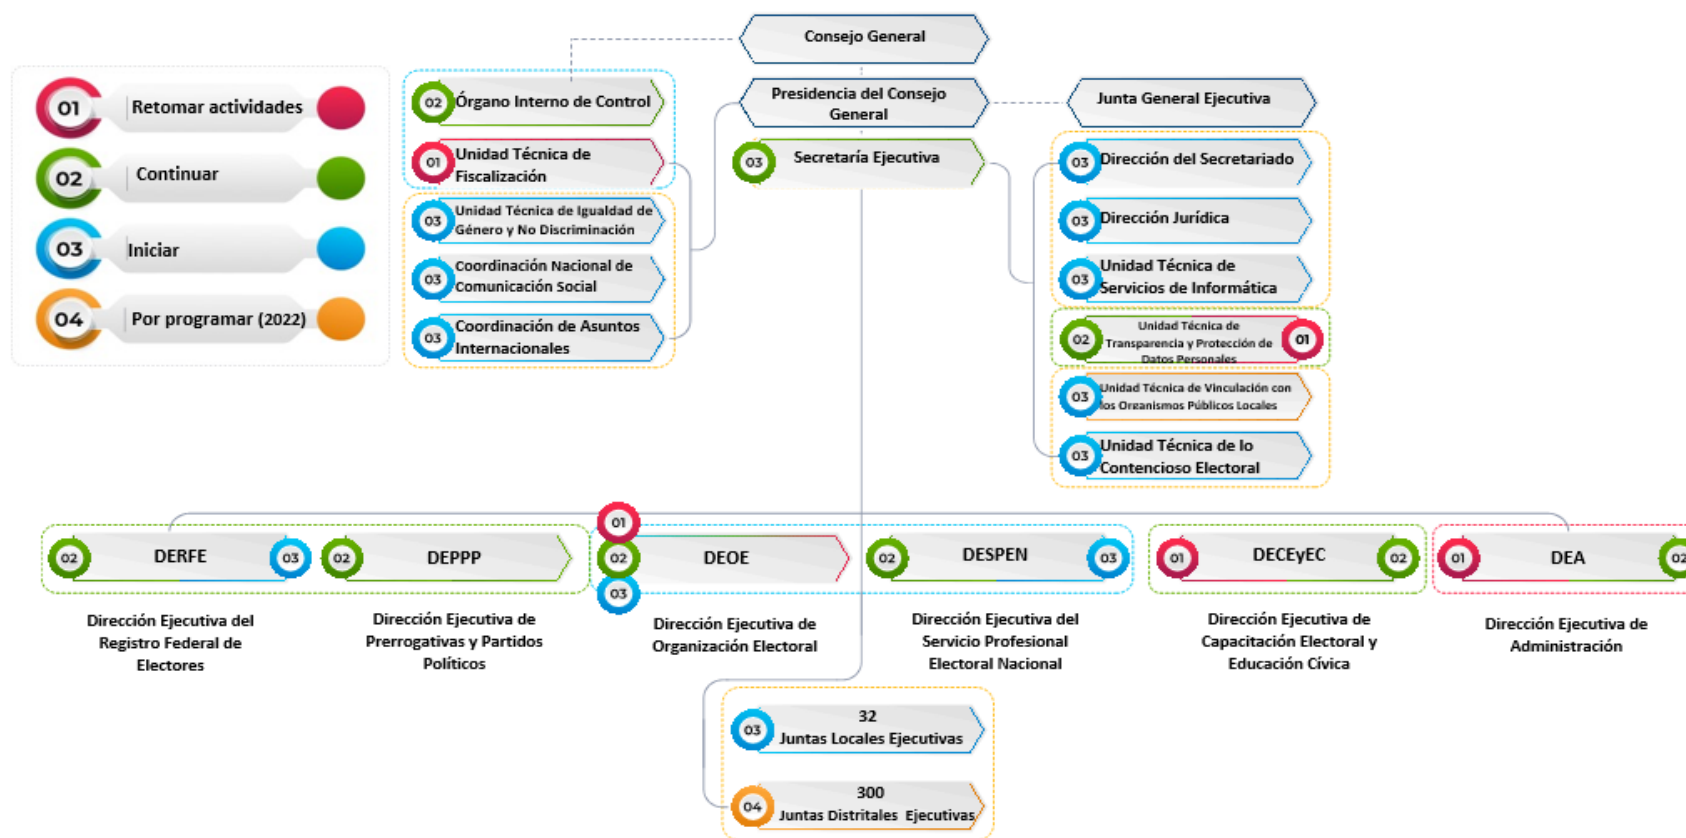 Consejo General
01
Retomar actividades
02
Continuar
03
Iniciar
04
Por programar (2022)
02
Órgano Interno de Control
01
Unidad Técnica de
Fiscalización
03
Unidad Técnica de Igualdad de
Género y No Discriminación
03
Coordinación Nacional de
Comunicación Social
03
Coordinación de Asuntos
Internacionales
Presidencia del Consejo
General
03
Secretaría Ejecutiva
Junta General Ejecutiva
03
Dirección del Secretariado
03
Dirección Jurídica
03
Unidad Técnica de
Servicios de Informática
02
Unidad Técnica de
Transparencia y Protección de
Datos Personales
01
03
Unidad Técnica de Vinculación con
los Organismos Públicos Locales
03
Unidad Técnica de lo
Contencioso Electoral
02
DERFE
03
Dirección Ejecutiva del
Registro Federal de
Electores
02
DEPPP
Dirección Ejecutiva de
Prerrogativas y Partidos
Políticos
01
02
03
DEOE
Dirección Ejecutiva de
Organización Electoral
02
DESPEN
03
Dirección Ejecutiva del
Servicio Profesional
Electoral Nacional
01
DECEyEC
02
Dirección Ejecutiva de
Capacitación Electoral y
Educación Cívica
01
DEA
02
Dirección Ejecutiva de
Administración
03
32
Juntas Locales Ejecutivas
04
300
Juntas Distritales Ejecutivas